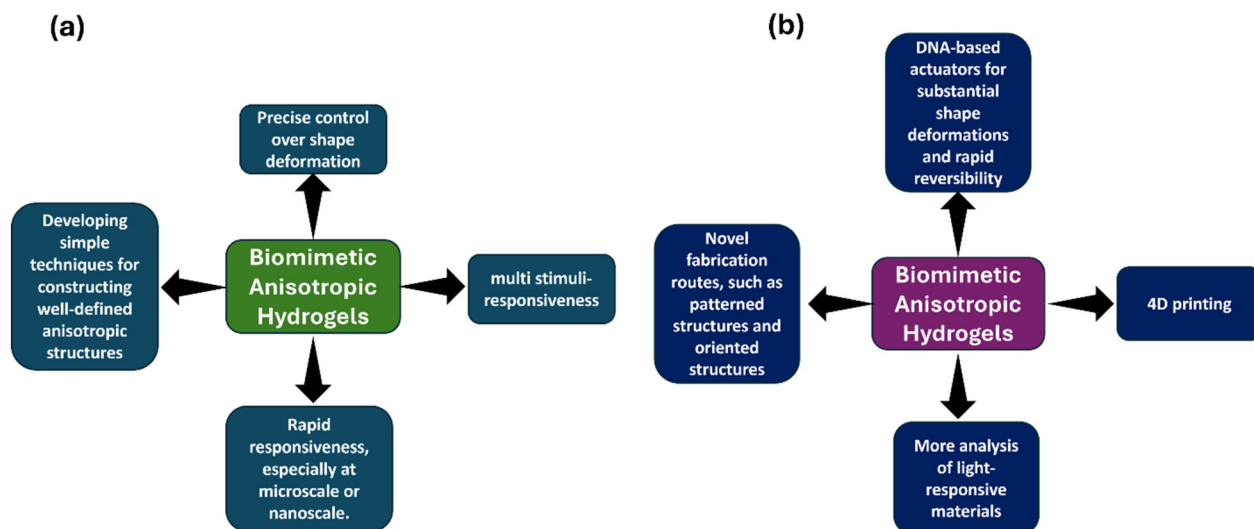 (a)
Precise control
over shape
deformation
Developing
simple
techniques for
constructing
well-defined
anisotropic
structures
Biomimetic
Anisotropic
Hydrogels
multi stimuli-
responsiveness
Rapid
responsiveness,
especially at
microscale or
nanoscale.
(b)
DNA-based
actuators for
substantial
shape
deformations
and rapid
reversibility
Novel
fabrication
routes, such as
patterned
structures and
oriented
structures
Biomimetic
Anisotropic
Hydrogels
4D printing
More analysis
of light-
responsive
materials